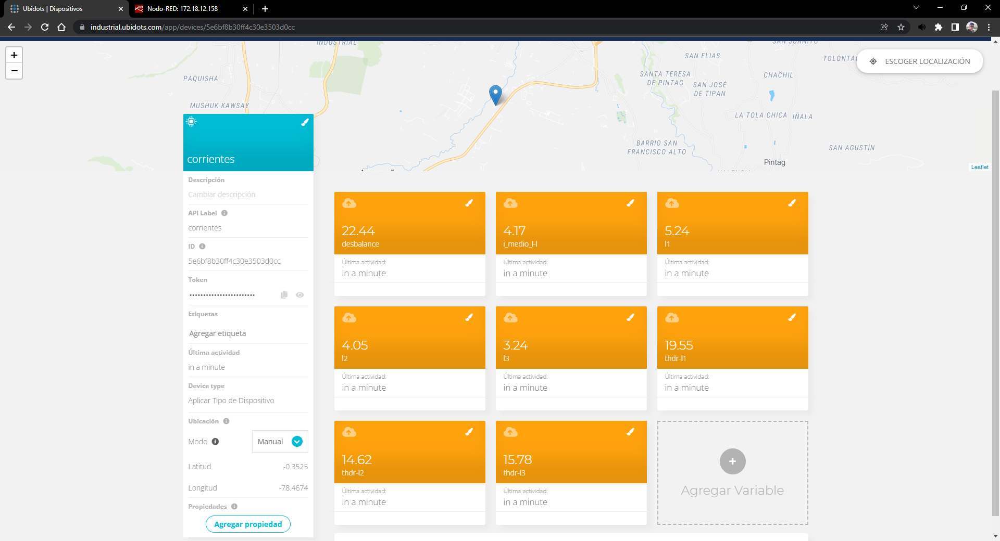 Ubidots | Dispositivos
Nodo-RED: 172.18.12.158
industrial.ubidots.com/app/devices/5e6bf8b30ff4c30e3503d0cc
INDUSTRIAL
SAN JUANITO
+
−
PAQUISHA
MUSHUK KAWSAY
SAN ELIAS
TOLONTA
SANTA TERESA
DE PINTAG
SAN JOSÉ
DE TIPAN
CHACHIL
LA TOLA CHICA
IÑALA
BARRIO SAN
FRANCISCO ALTO
SAN AGUSTÍN
Pintag
ESCOGER LOCALIZACIÓN
Leaflet
corrientes
Descripción
Cambiar descripción
API Label
corrientes
ID
5e6bf8b30ff4c30e3503d0cc
Token
••••••••••••••••••••••••
Etiquetas
Agregar etiqueta
Última actividad
in a minute
Device type
Aplicar Tipo de Dispositivo
Ubicación
Modo
Manual
Latitud
-0.3525
Longitud
-78.4674
Propiedades
Agregar propiedad
22.44
desbalance
Última actividad:
in a minute
4.17
i_medio_l-l
Última actividad:
in a minute
5.24
l1
Última actividad:
in a minute
4.05
l2
Última actividad:
in a minute
3.24
l3
Última actividad:
in a minute
19.55
thdr-l1
Última actividad:
in a minute
14.62
thdr-l2
Última actividad:
in a minute
15.78
thdr-l3
Última actividad:
in a minute
Agregar Variable